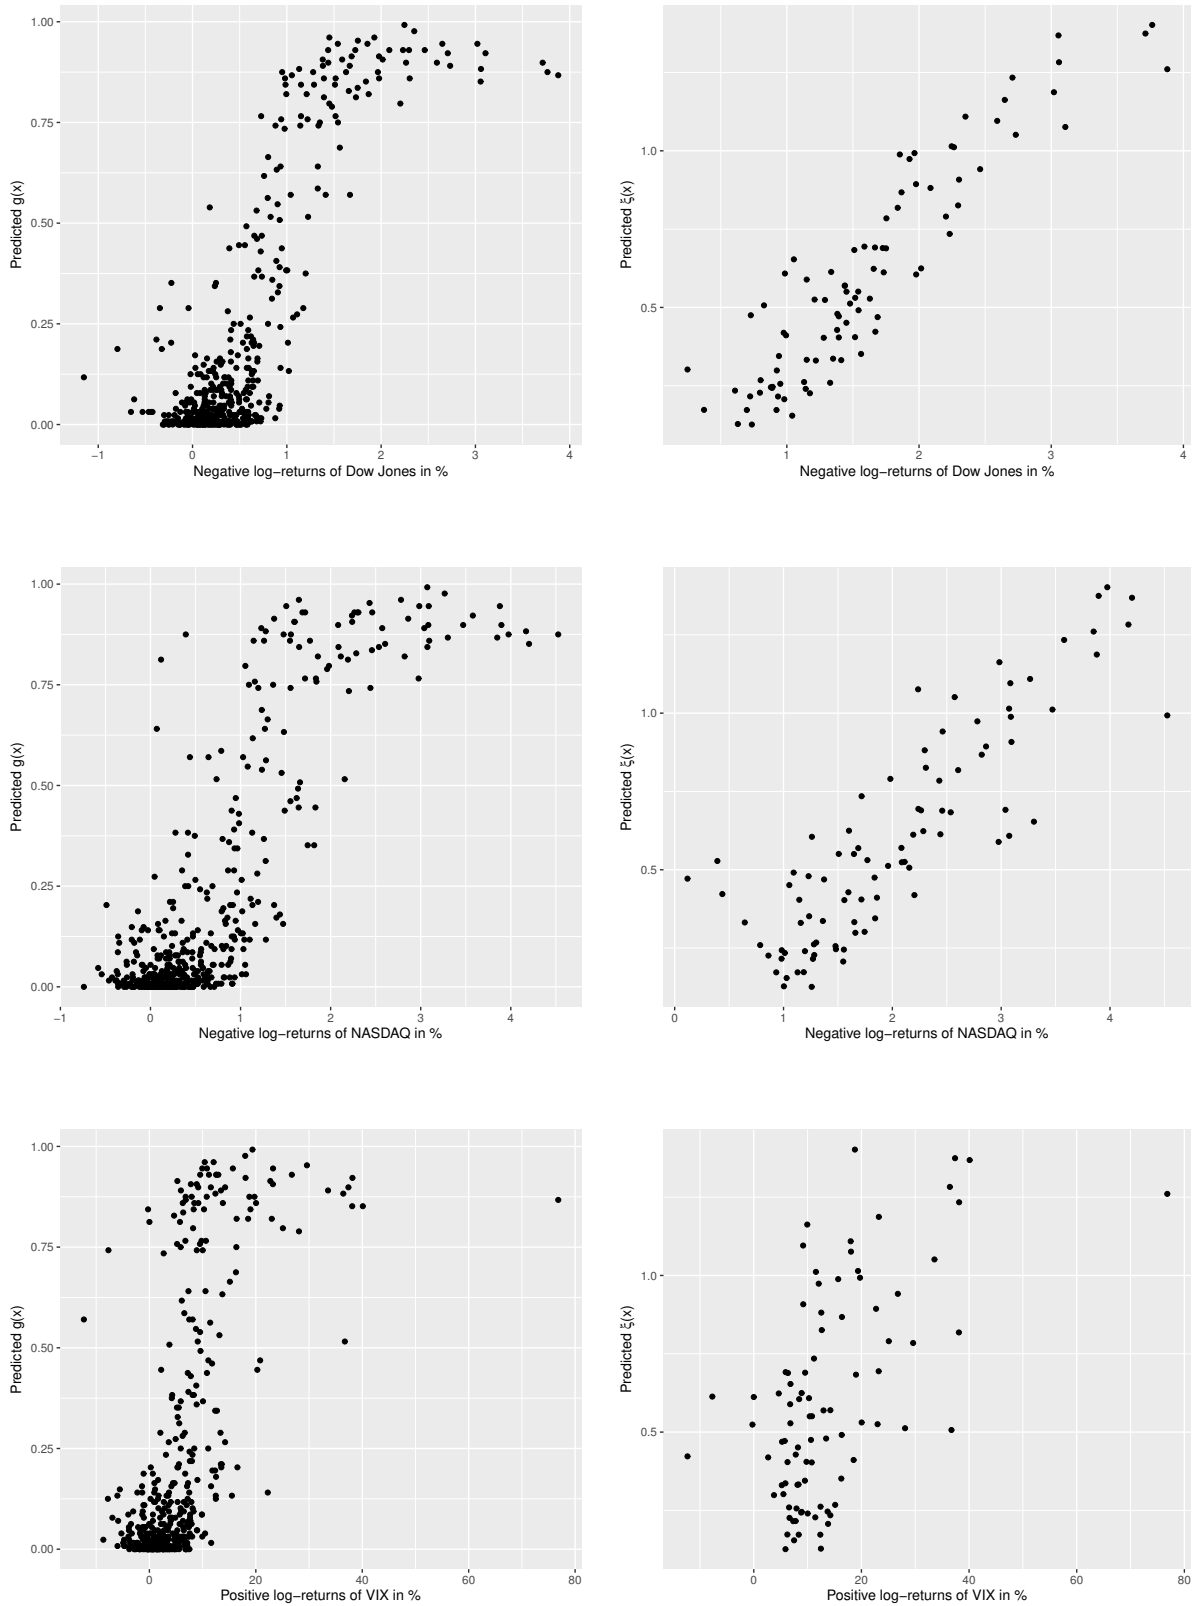 1.00
0.75
0.50
0.25
0.00
Predicted g(x)
−1 0 1 2 3 4
Negative log−returns of Dow Jones in %
1.0
0.5
Predicted ξ(x)
1 2 3 4
Negative log−returns of Dow Jones in %
1.00
0.75
0.50
0.25
0.00
Predicted g(x)
−1 0 1 2 3 4
Negative log−returns of NASDAQ in %
1.0
0.5
Predicted ξ(x)
0 1 2 3 4
Negative log−returns of NASDAQ in %
1.00
0.75
0.50
0.25
0.00
Predicted g(x)
0 20 40 60 80
Positive log−returns of VIX in %
1.0
0.5
Predicted ξ(x)
0 20 40 60 80
Positive log−returns of VIX in %